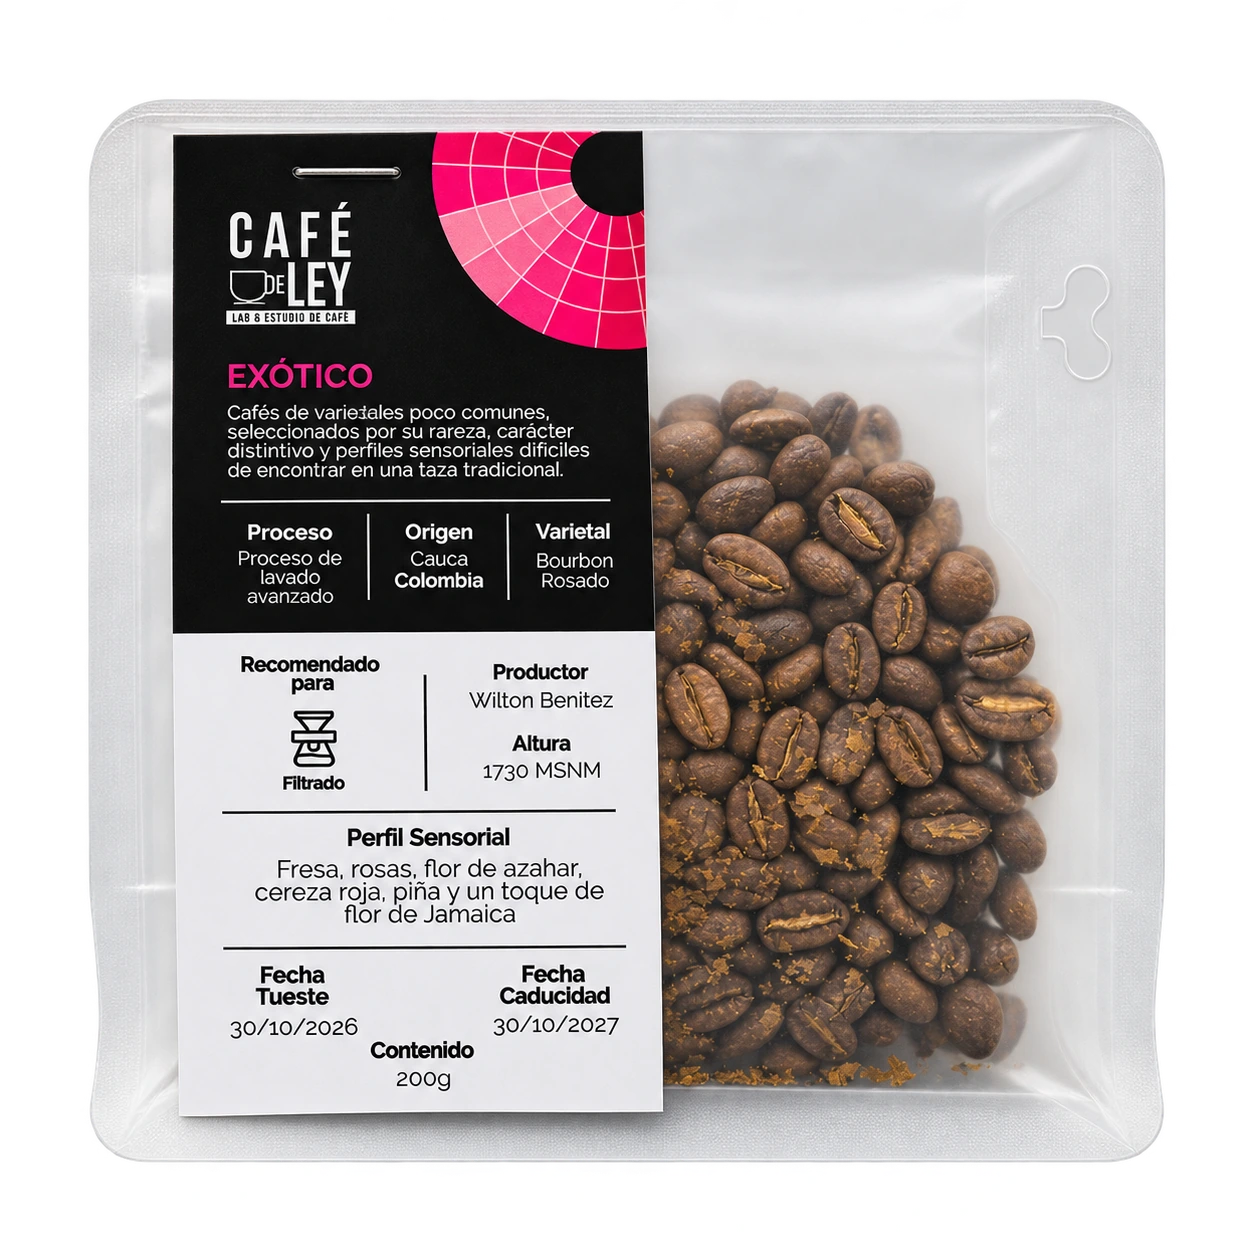 CAFÉ
DE LEY
LAB & ESTUDIO DE CAFÉ
EXÓTICO
Cafés de varietales poco comunes,
seleccionados por su rareza, carácter
distintivo y perfiles sensoriales dificiles
de encontrar en una taza tradicional.
Proceso
Proceso de
lavado
avanzado
Origen
Cauca
Colombia
Varietal
Bourbon
Rosado
Recomendado
para
Filtrado
Productor
Wilton Benitez
Altura
1730 MSNM
Perfil Sensorial
Fresa, rosas, flor de azahar,
cereza roja, piña y un toque de
flor de Jamaica
Fecha
Tueste
30/10/2026
Fecha
Caducidad
30/10/2027
Contenido
200g